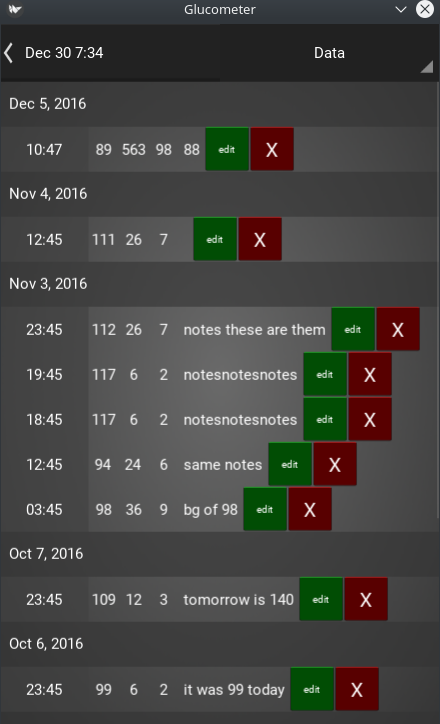 Glucometer
Dec 30 7:34 Data
Dec 5, 2016
10:47 89 563 98 88 edit X
Nov 4, 2016
12:45 111 26 7 edit X
Nov 3, 2016
23:45 112 26 7 notes these are them edit X
19:45 117 6 2 notesnotesnotes edit X
18:45 117 6 2 notesnotesnotes edit X
12:45 94 24 6 same notes edit X
03:45 98 36 9 bg of 98 edit X
Oct 7, 2016
23:45 109 12 3 tomorrow is 140 edit X
Oct 6, 2016
23:45 99 6 2 it was 99 today edit X